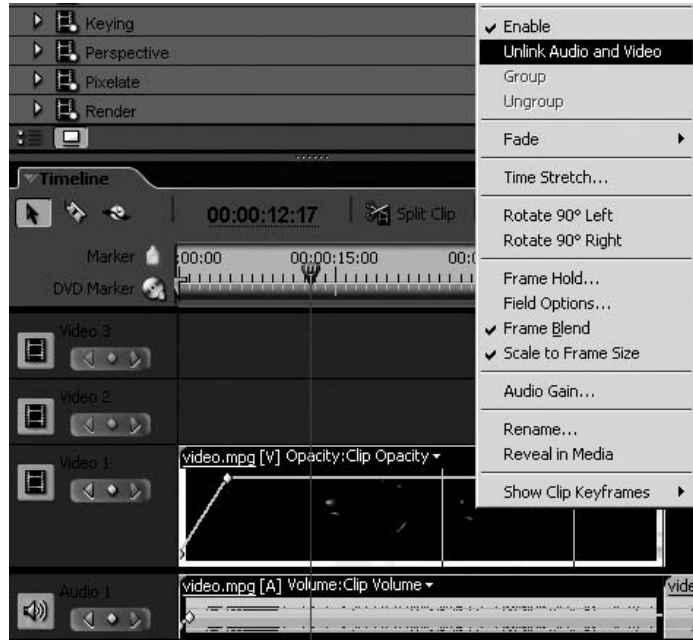 Keying
Perspective
Pixelate
Render
Timeline
00:00:12:17
Split Clip
Marker
:00:00
00:00:15:00
00:0
DVD Marker
Video 3
Video 2
Video 1
video.mpg [V] Opacity:Clip Opacity
Audio 1
video.mpg [A] Volume:Clip Volume
vide
Enable
Unlink Audio and Video
Group
Ungroup
Fade
Time Stretch...
Rotate 90° Left
Rotate 90° Right
Frame Hold...
Field Options...
Frame Blend
Scale to Frame Size
Audio Gain...
Rename...
Reveal in Media
Show Clip Keyframes